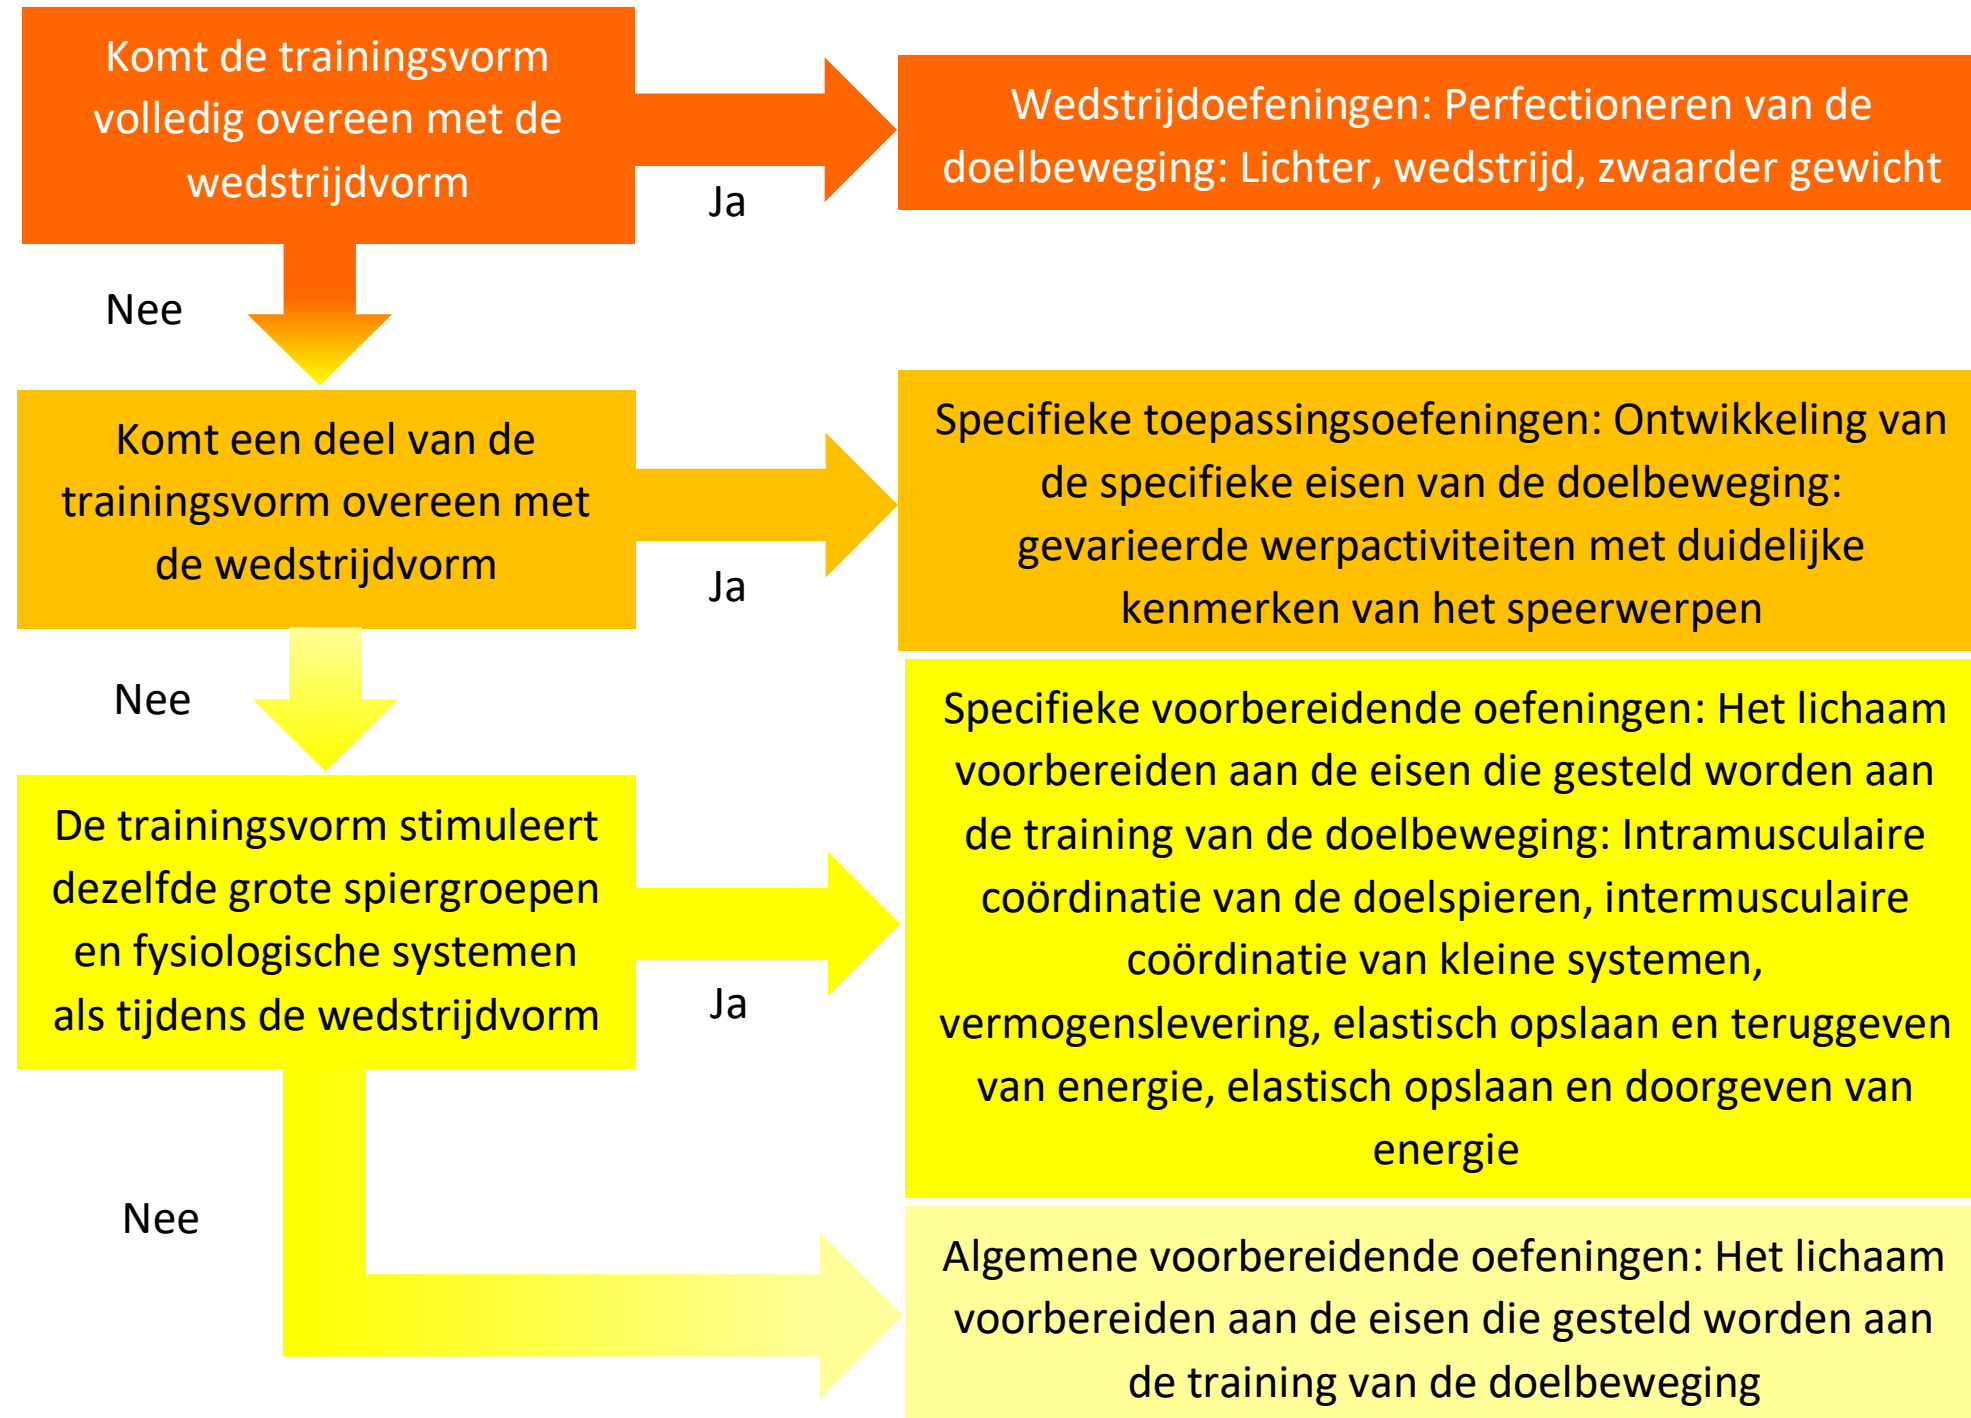 Komt de trainingsvorm
volledig overeen met de
wedstrijdvorm
Ja
Wedstrijdoefeningen: Perfectioneren van de
doelbeweging: Lichter, wedstrijd, zwaarder gewicht
Nee
Komt een deel van de
trainingsvorm overeen met
de wedstrijdvorm
Ja
Specifieke toepassingsoefeningen: Ontwikkeling van
de specifieke eisen van de doelbeweging:
gevarieerde werpactiviteiten met duidelijke
kenmerken van het speerwerpen
Nee
De trainingsvorm stimuleert
dezelfde grote spiergroepen
en fysiologische systemen
als tijdens de wedstrijdvorm
Ja
Specifieke voorbereidende oefeningen: Het lichaam
voorbereiden aan de eisen die gesteld worden aan
de training van de doelbeweging: Intramusculaire
coördinatie van de doelspieren, intermusculaire
coördinatie van kleine systemen,
vermogenslevering, elastisch opslaan en teruggeven
van energie, elastisch opslaan en doorgeven van
energie
Nee
Algemene voorbereidende oefeningen: Het lichaam
voorbereiden aan de eisen die gesteld worden aan
de training van de doelbeweging